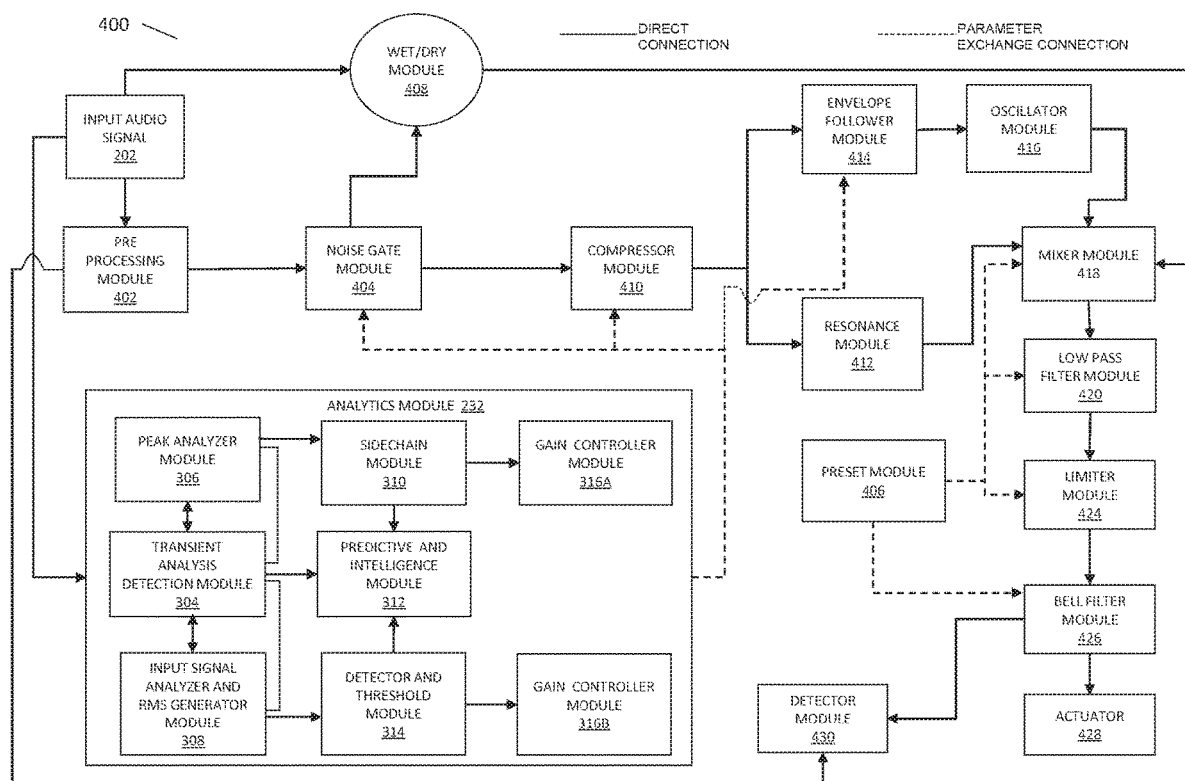 400
DIRECT
CONNECTION
PARAMETER
EXCHANGE CONNECTION
WET/DRY
MODULE
408
INPUT AUDIO
SIGNAL
202
ENVELOPE
FOLLOWER
MODULE
414
OSCILLATOR
MODULE
416
PRE
PROCESSING
MODULE
402
NOISE GATE
MODULE
404
COMPRESSOR
MODULE
410
MIXER MODULE
418
RESONANCE
MODULE
412
LOW PASS
FILTER MODULE
420
ANALYTICS MODULE 232
PEAK ANALYZER
MODULE
306
SIDECHAIN
MODULE
310
GAIN CONTROLLER
MODULE
316A
PRESET MODULE
406
LIMITER
MODULE
424
TRANSIENT
ANALYSIS
DETECTION MODULE
304
PREDICTIVE AND
INTELLIGENCE
MODULE
312
BELL FILTER
MODULE
426
INPUT SIGNAL
ANALYZER AND
RMS GENERATOR
MODULE
308
DETECTOR AND
THRESHOLD
MODULE
314
GAIN CONTROLLER
MODULE
316B
DETECTOR
MODULE
430
ACTUATOR
428